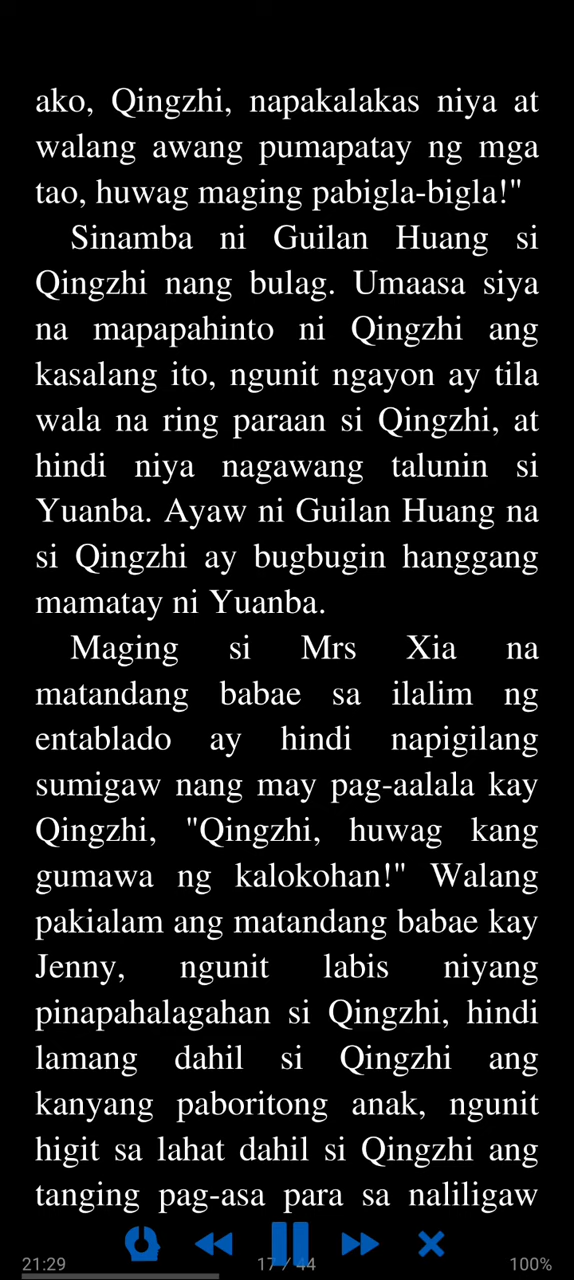 ako, Qingzhi, napakalakas niya at
walang awang pumapatay ng mga
tao, huwag maging pabigla-bigla!"
Sinamba ni Guilan Huang si
Qingzhi nang bulag. Umaasa siya
na mapapahinto ni Qingzhi ang
kasalang ito, ngunit ngayon ay tila
wala na ring paraan si Qingzhi, at
hindi niya nagawang talunin si
Yuanba. Ayaw ni Guilan Huang na
si Qingzhi ay bugbugin hanggang
mamatay ni Yuanba.
Maging si Mrs Xia na
matandang babae sa ilalim ng
entablado ay hindi napigilang
sumigaw nang may pag-aalala kay
Qingzhi, "Qingzhi, huwag kang
gumawa ng kalokohan!" Walang
pakialam ang matandang babae kay
Jenny, ngunit labis niyang
pinapahalagahan si Qingzhi, hindi
lamang dahil si Qingzhi ang
kanyang paboritong anak, ngunit
higit sa lahat dahil si Qingzhi ang
tanging pag-asa para sa naliligaw
21:29 17 / 44 100%